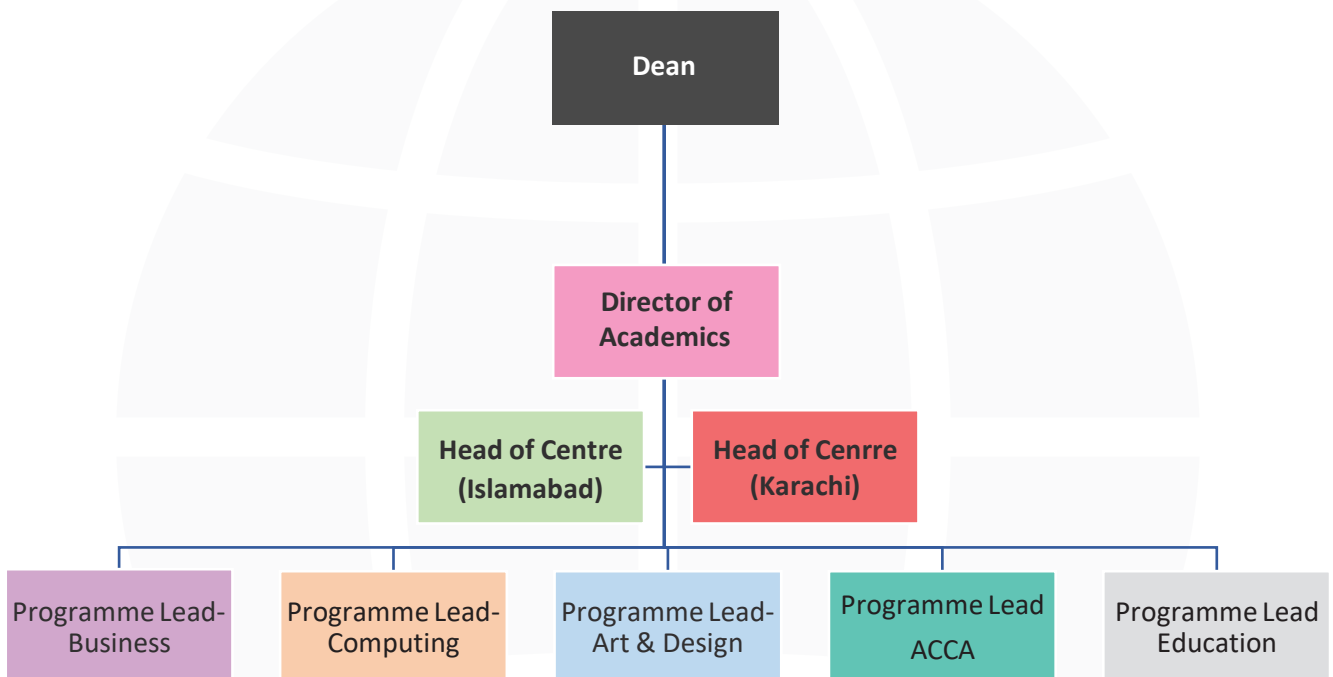 Dean
Director of
Academics
Head of Centre
(Islamabad)
Head of Cenrre
(Karachi)
Programme Lead-
Business
Programme Lead-
Computing
Programme Lead-
Art & Design
Programme Lead
ACCA
Programme Lead
Education